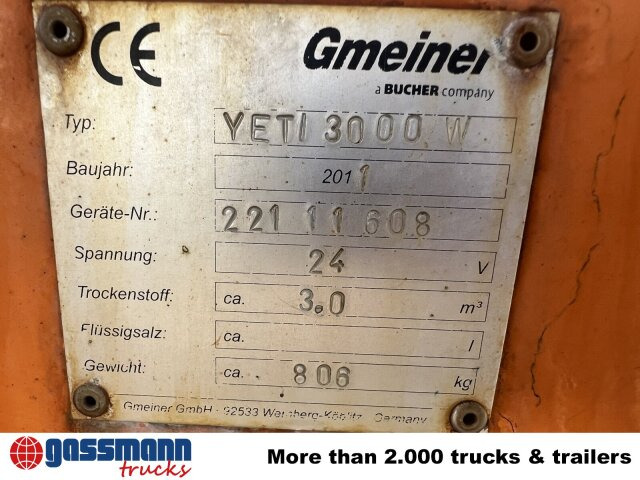 CE
Gmeiner
a BUCHER company
Typ: YETI 3000 W
Baujahr: 2011
Geräte-Nr.: 221 11 608
Spannung: 24 V
Trockenstoff: ca. 3.0 m³
Flüssigsalz: ca. l
Gewicht: ca. 806 kg
Gmeiner GmbH · 92533 Wernberg-Köblitz · Germany
gassmann trucks
More than 2.000 trucks & trailers